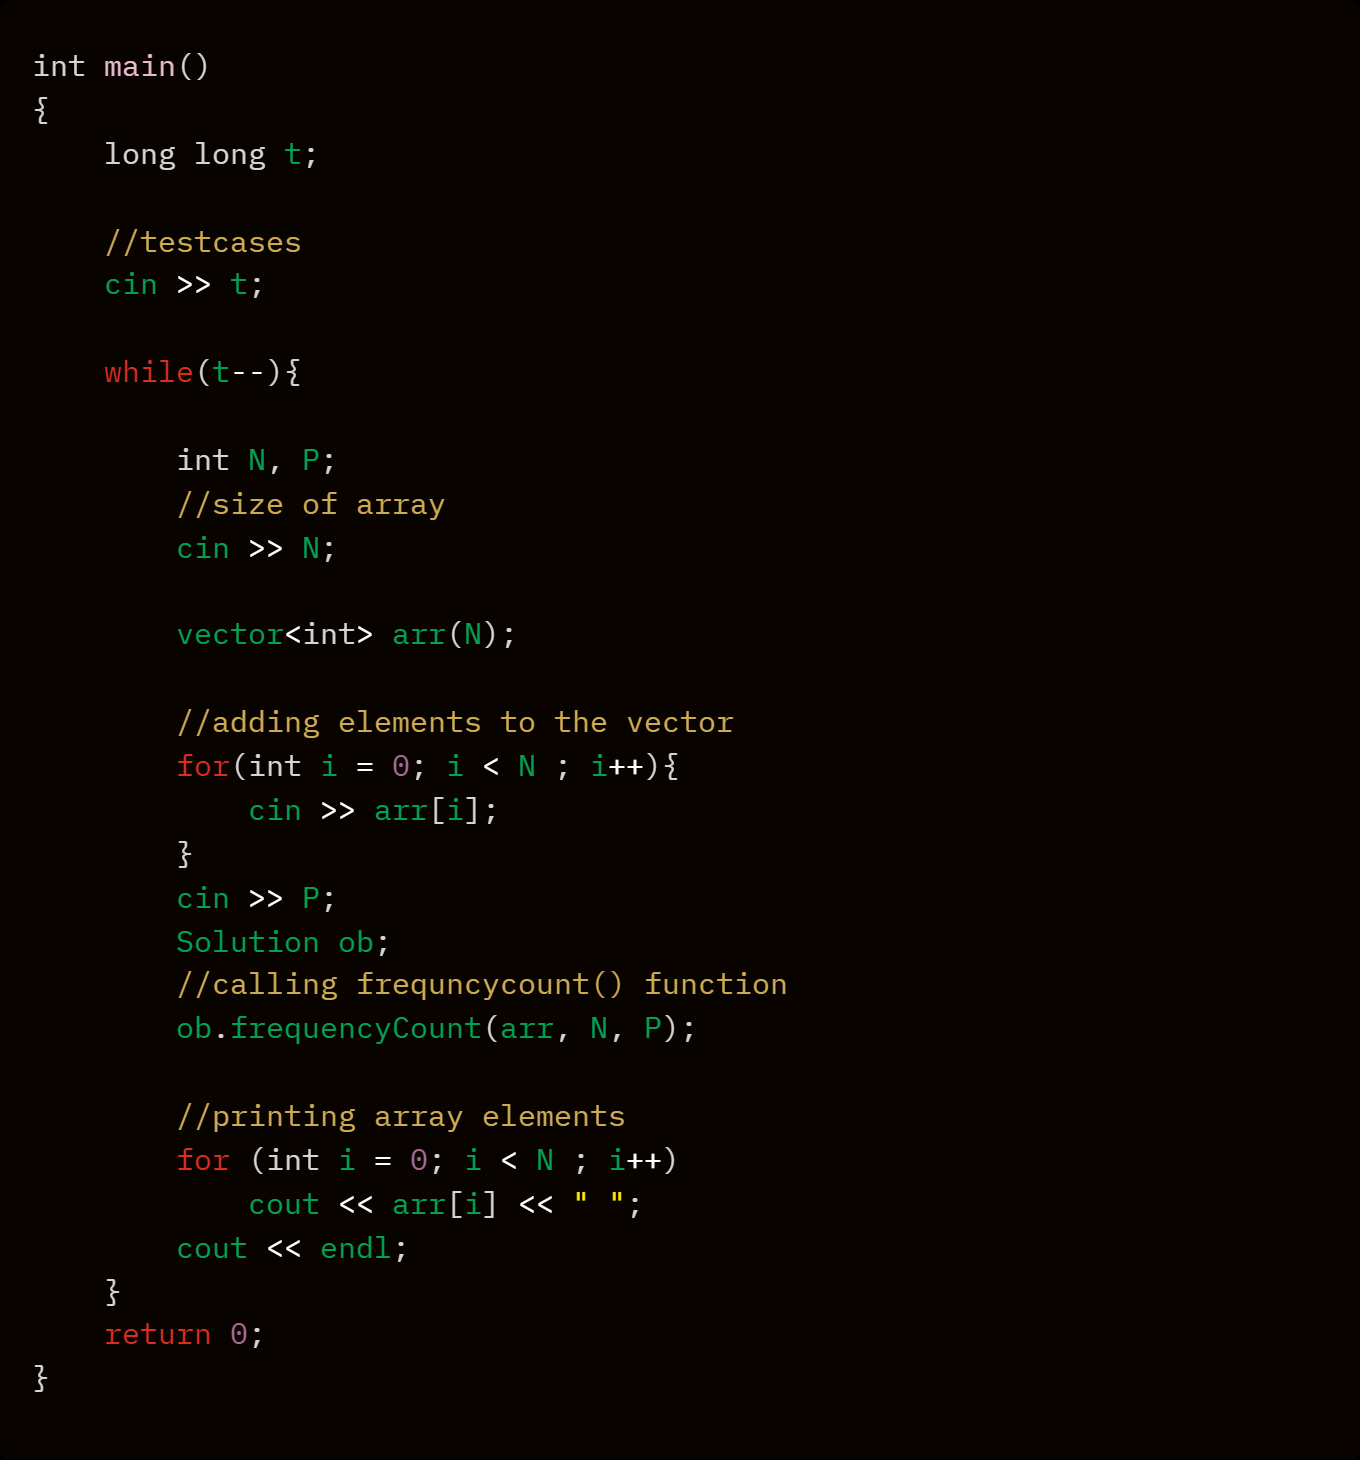 int main()
{
    long long t;

    //testcases
    cin >> t;

    while(t--){

        int N, P;
        //size of array
        cin >> N;

        vector<int> arr(N);

        //adding elements to the vector
        for(int i = 0; i < N ; i++){
            cin >> arr[i];
        }
        cin >> P;
        Solution ob;
        //calling frequncycount() function
        ob.frequencyCount(arr, N, P);

        //printing array elements
        for (int i = 0; i < N ; i++)
            cout << arr[i] << " ";
        cout << endl;
    }
    return 0;
}